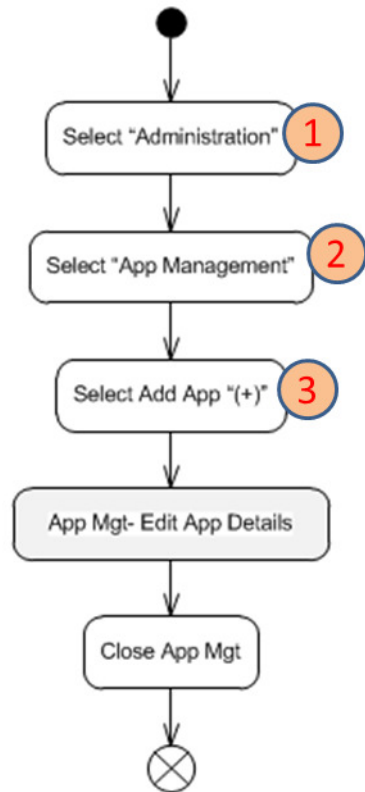 Select "Administration"
1
Select "App Management"
2
Select Add App "(+)"
3
App Mgt- Edit App Details
Close App Mgt